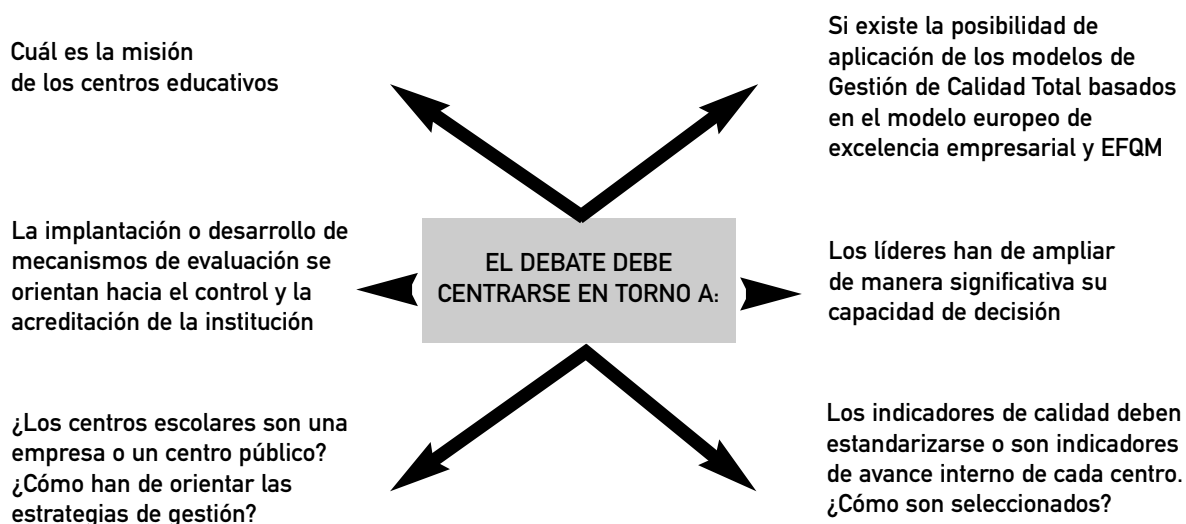 Cuál es la misión
de los centros educativos
Si existe la posibilidad de
aplicación de los modelos de
Gestión de Calidad Total basados
en el modelo europeo de
excelencia empresarial y EFQM
La implantación o desarrollo de
mecanismos de evaluación se
orientan hacia el control y la
acreditación de la institución
EL DEBATE DEBE
CENTRARSE EN TORNO A:
Los líderes han de ampliar
de manera significativa su
capacidad de decisión
¿Los centros escolares son una
empresa o un centro público?
¿Cómo han de orientar las
estrategias de gestión?
Los indicadores de calidad deben
estandarizarse o son indicadores
de avance interno de cada centro.
¿Cómo son seleccionados?